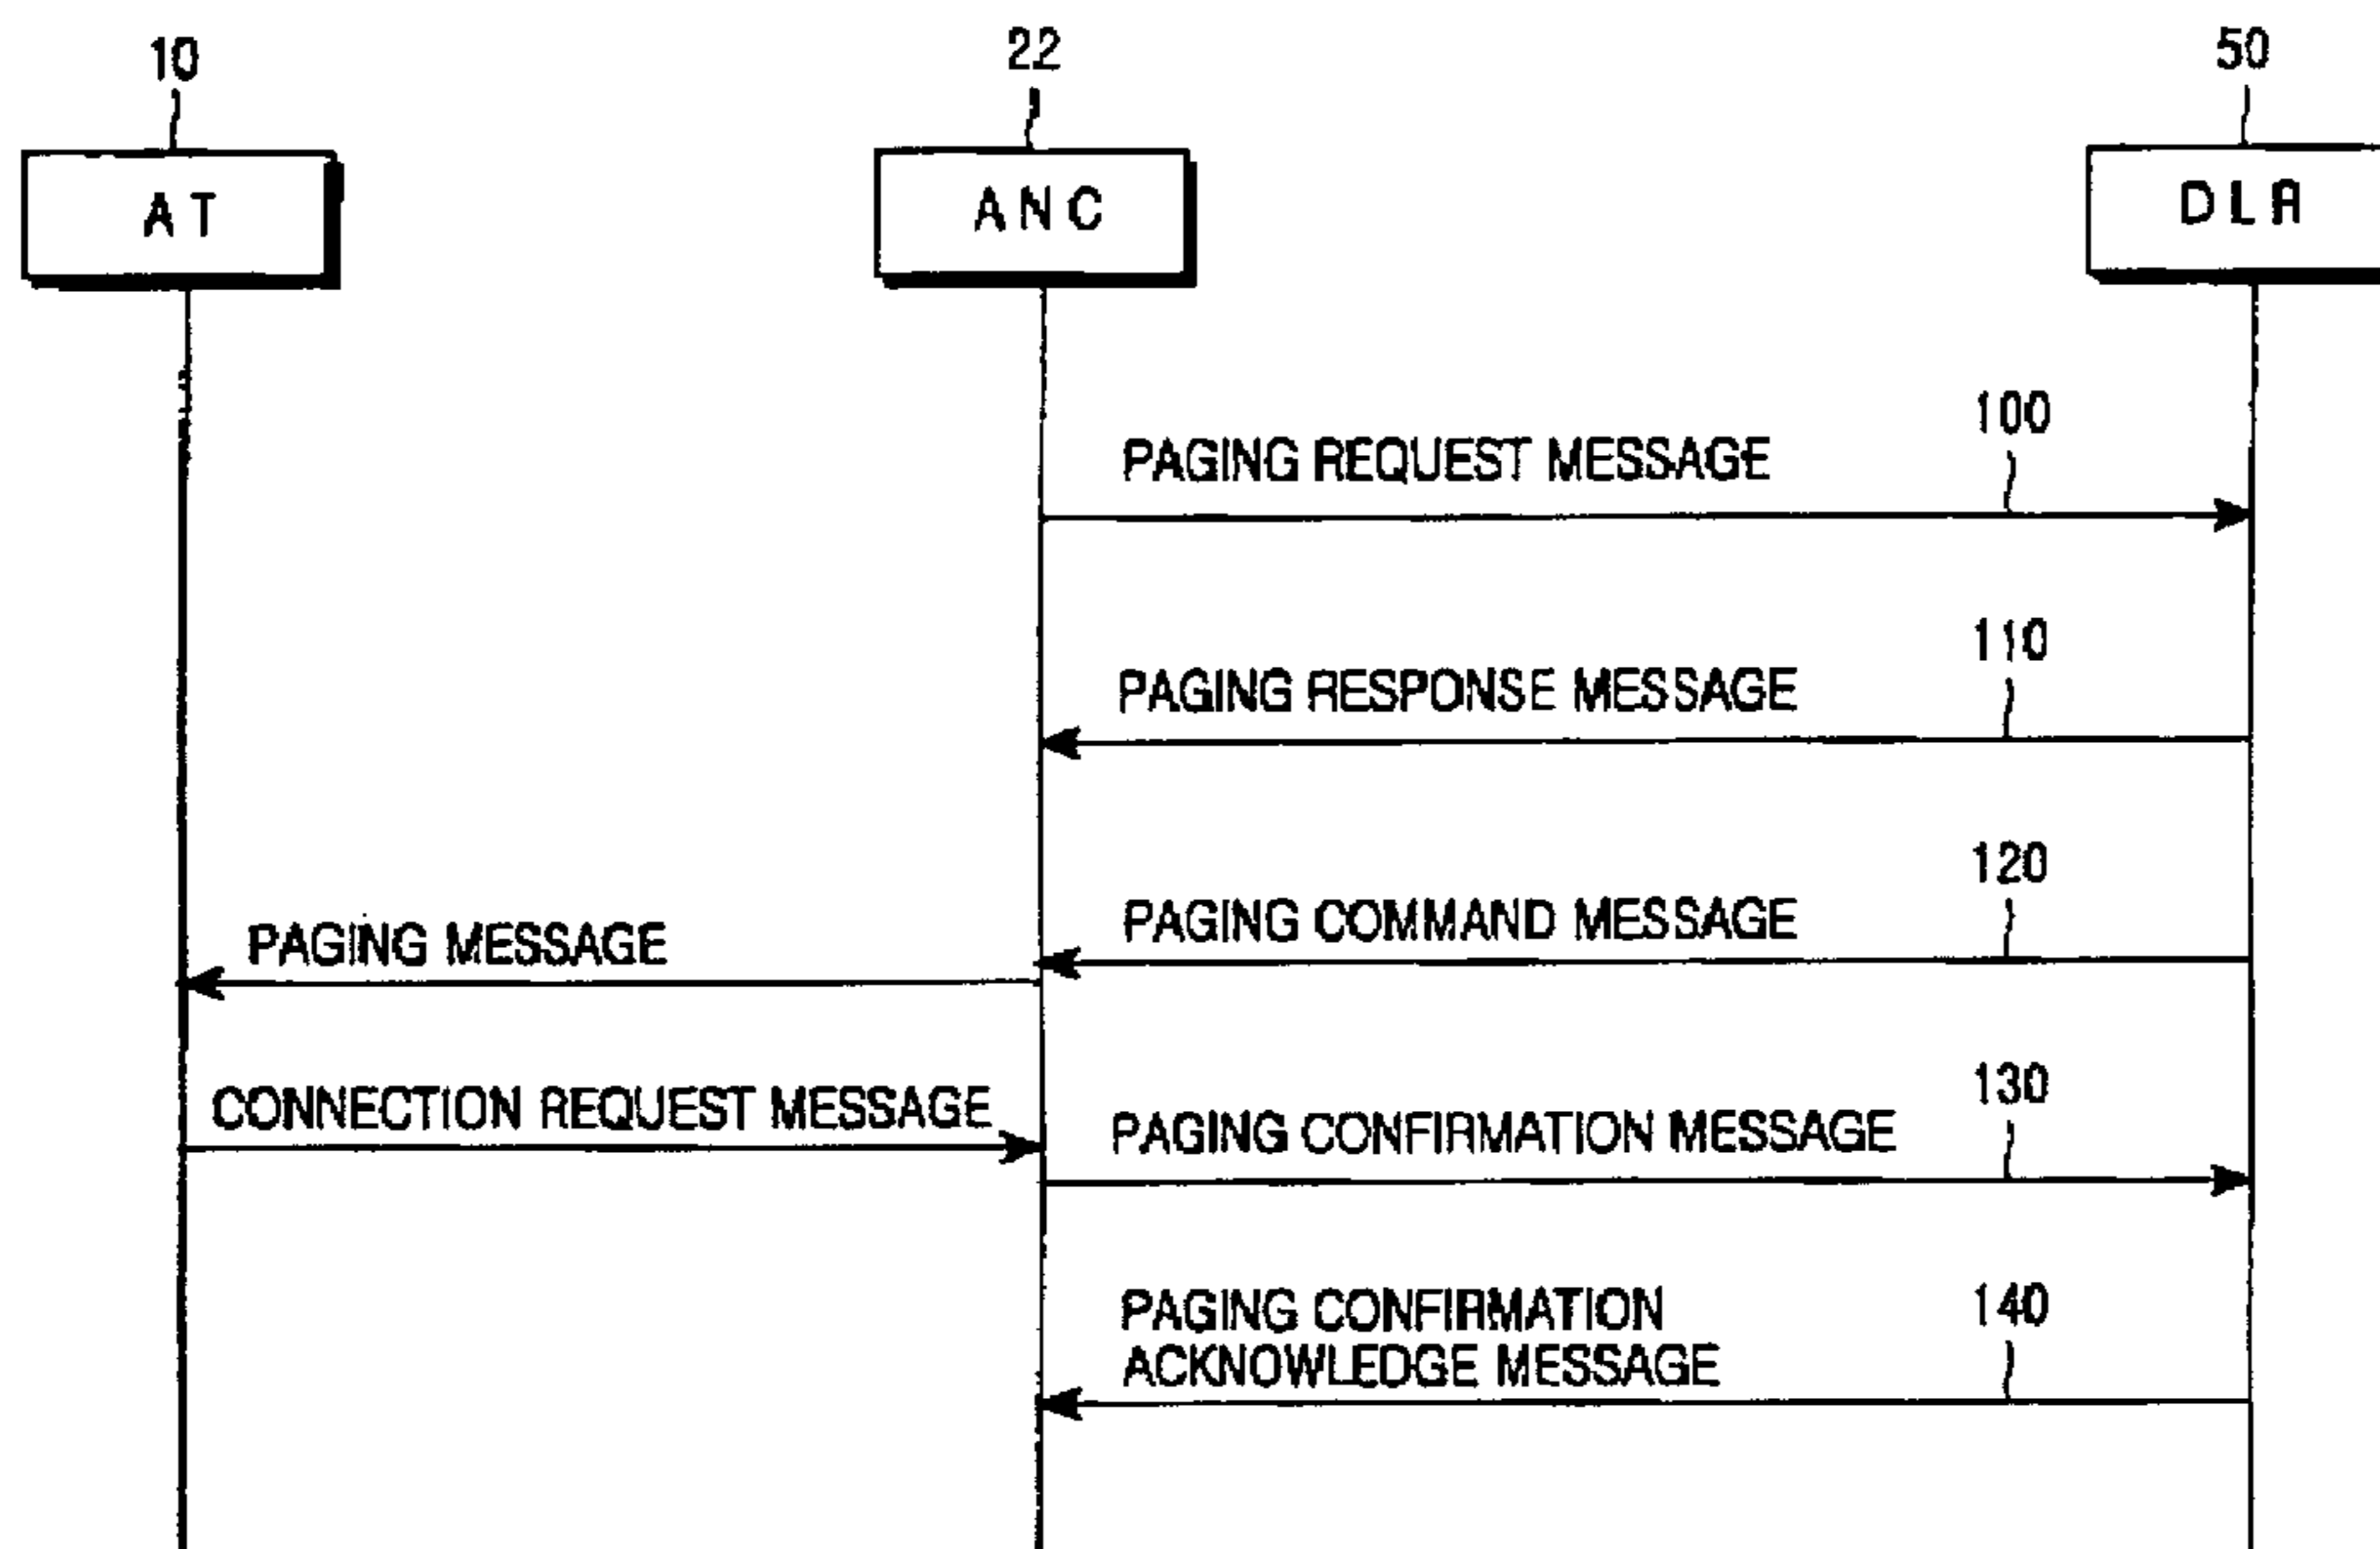 10
22
50
AT
ANC
DLR
100
PAGING REQUEST MESSAGE
110
PAGING RESPONSE MESSAGE
120
PAGING COMMAND MESSAGE
PAGING MESSAGE
130
CONNECTION REQUEST MESSAGE
PAGING CONFIRMATION MESSAGE
140
PAGING CONFIRMATION
ACKNOWLEDGE MESSAGE